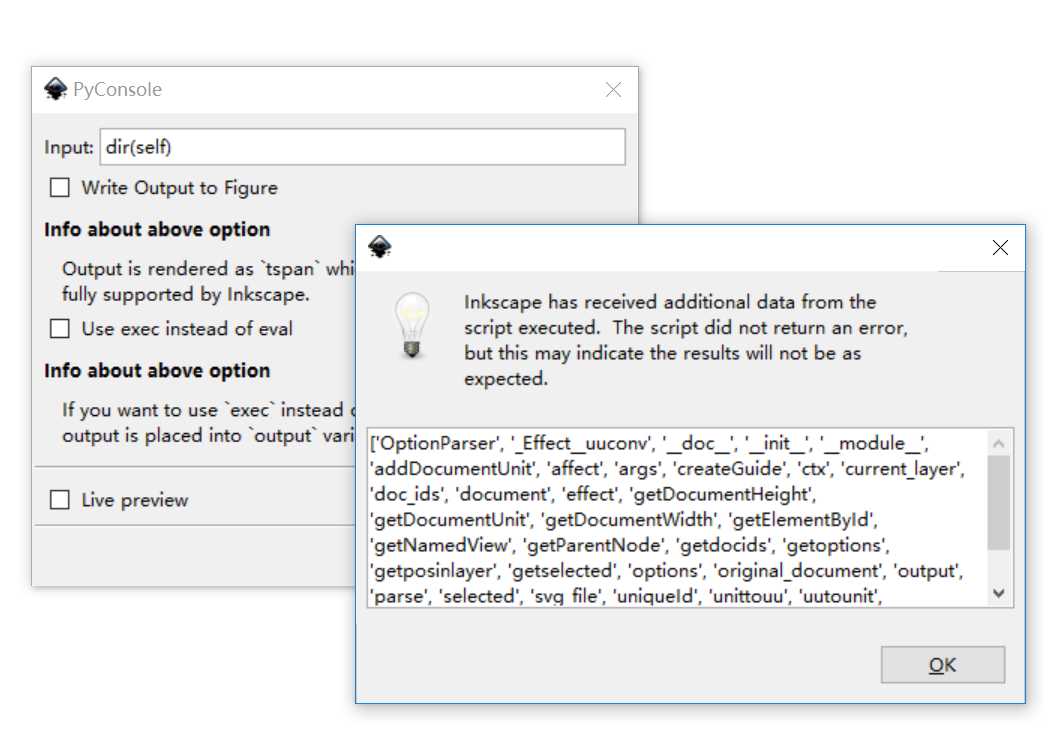 PyConsole
Input: dir(self)
Write Output to Figure
Info about above option
Output is rendered as `tspan` whi
fully supported by Inkscape.
Use exec instead of eval
Info about above option
If you want to use `exec` instead
output is placed into `output` vari
Live preview
Inkscape has received additional data from the
script executed.  The script did not return an error,
but this may indicate the results will not be as
expected.
['OptionParser', '_Effect__uuconv', '__doc__', '__init__', '__module__',
'addDocumentUnit', 'affect', 'args', 'createGuide', 'ctx', 'current_layer',
'doc_ids', 'document', 'effect', 'getDocumentHeight',
'getDocumentUnit', 'getDocumentWidth', 'getElementById',
'getNamedView', 'getParentNode', 'getdocids', 'getoptions',
'getposinlayer', 'getselected', 'options', 'original_document', 'output',
'parse', 'selected', 'svg_file', 'uniqueId', 'unittouu', 'uutounit',
OK